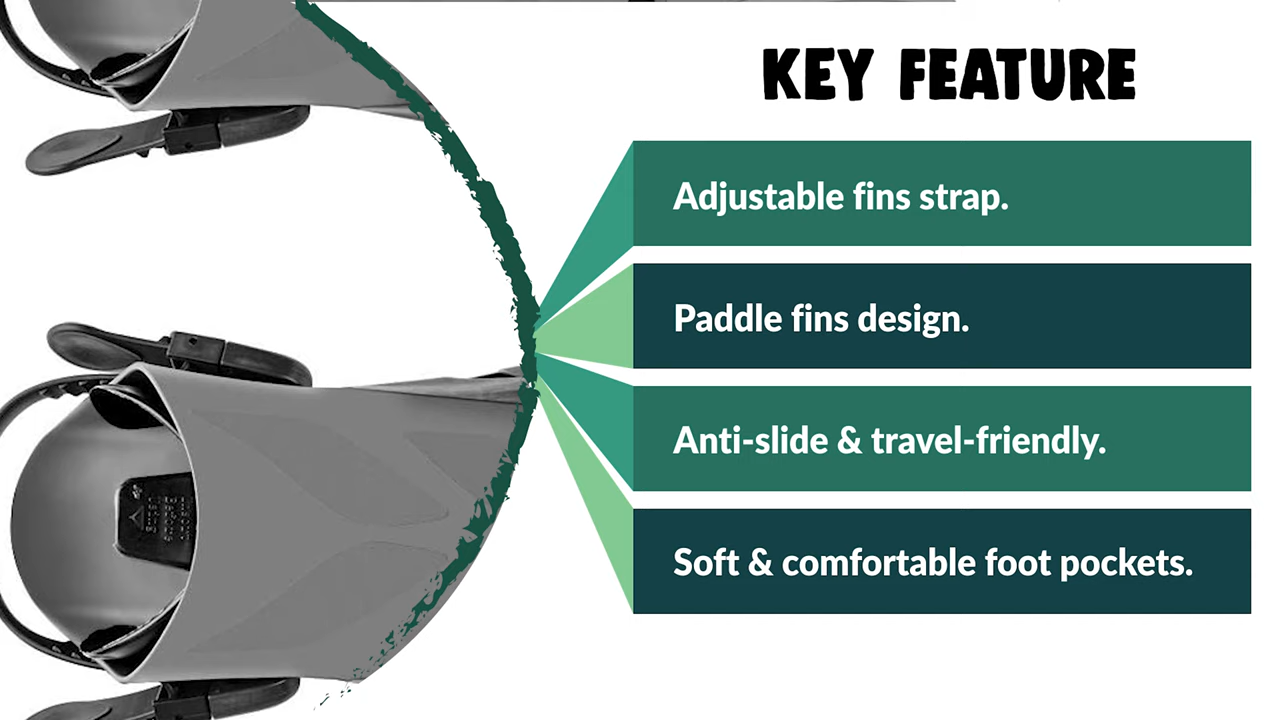 KEY FEATURE
Adjustable fins strap.
Paddle fins design.
Anti-slide & travel-friendly.
Soft & comfortable foot pockets.